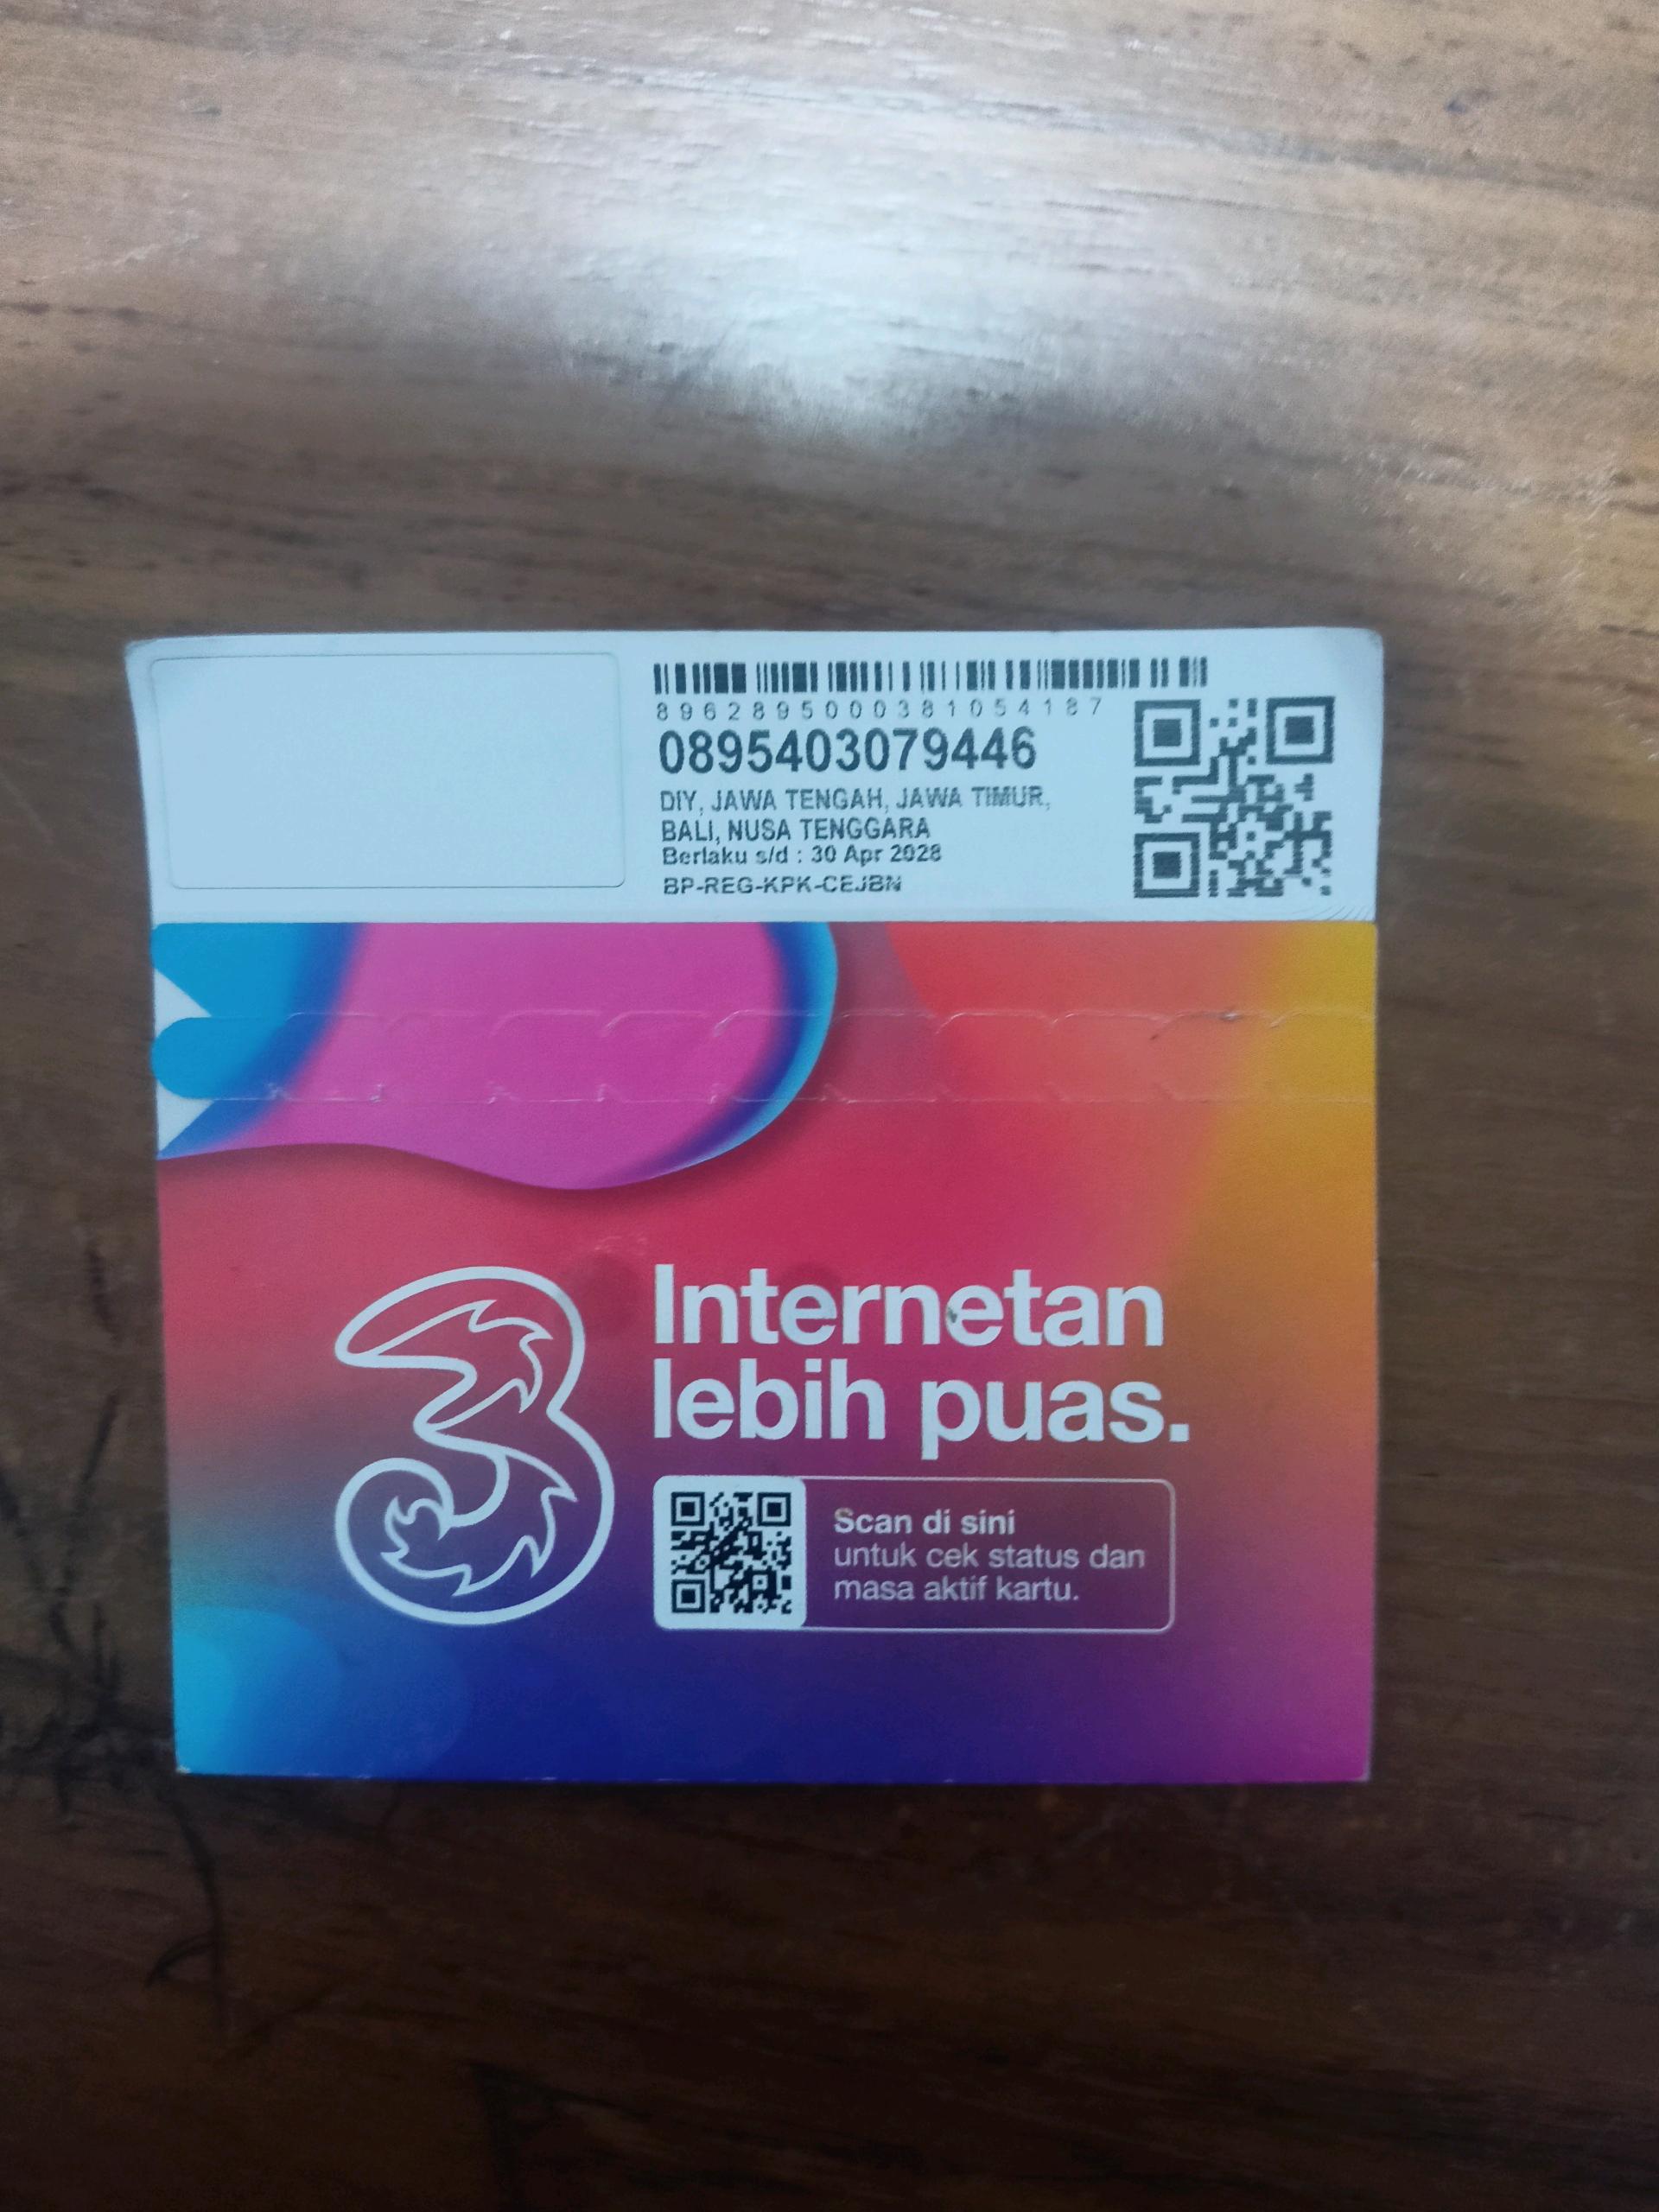 8962895000381054187
0895403079446
DIY, JAWA TENGAH, JAWA TIMUR,
BALI, NUSA TENGGARA
Berlaku s/d : 30 Apr 2028
BP-REG-KPK-CEJBN
3
Internetan
lebih puas.
Scan di sini
untuk cek status dan
masa aktif kartu.